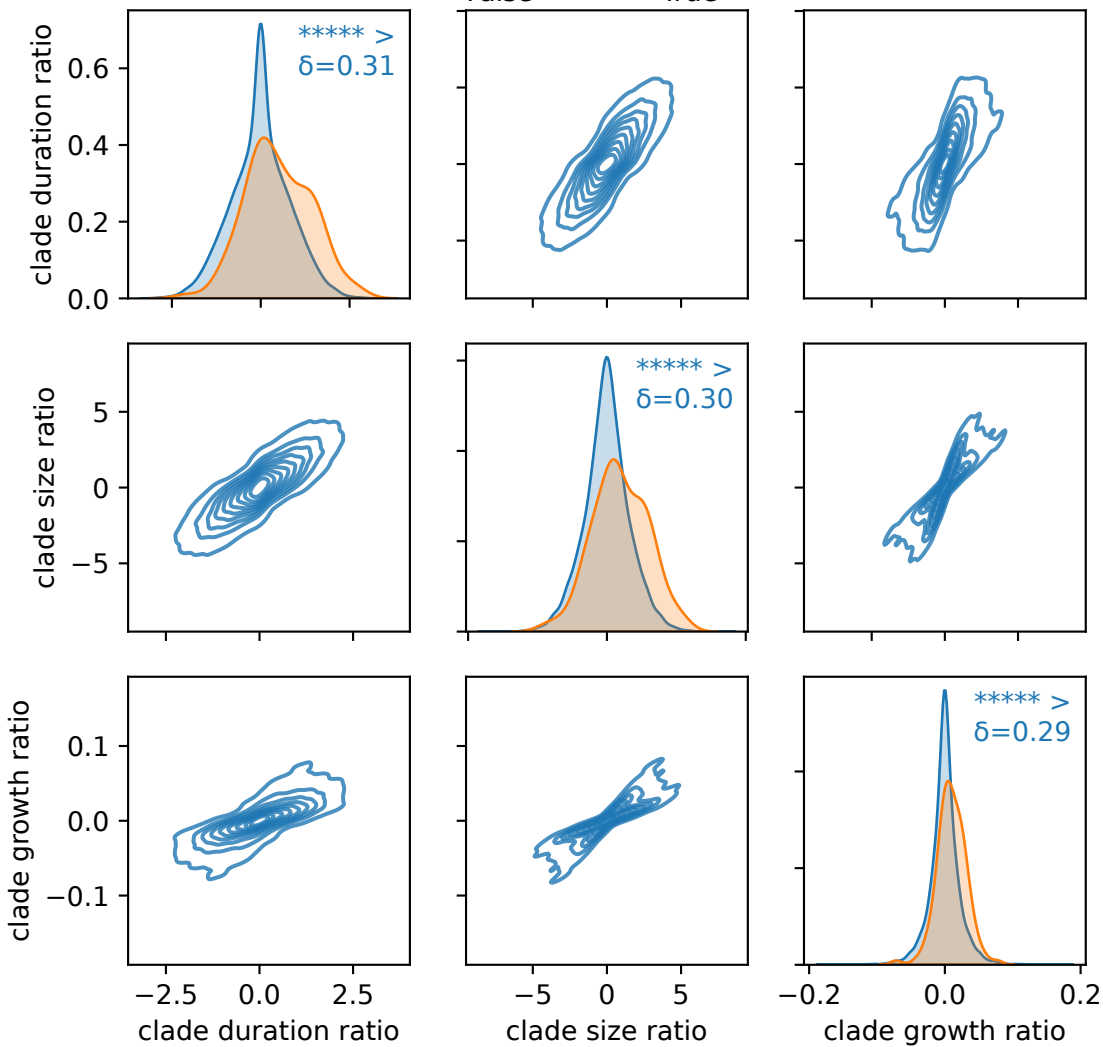 clade duration ratio
0.6
0.4
0.2
0.0
***** >
δ=0.31
clade size ratio
5
0
−5
***** >
δ=0.30
clade growth ratio
0.1
0.0
−0.1
***** >
δ=0.29
−2.5 0.0 2.5
−5 0 5
−0.2 0.0 0.2
clade duration ratio
clade size ratio
clade growth ratio